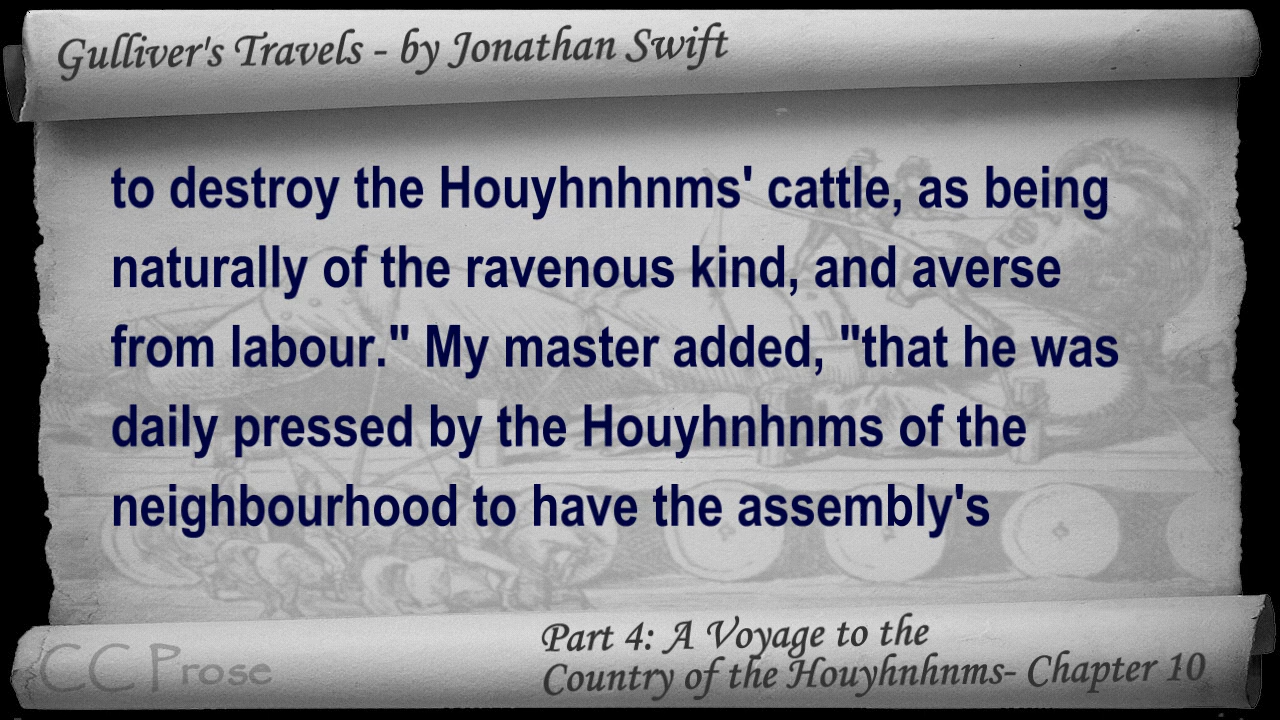 Gulliver's Travels - by Jonathan Swift
to destroy the Houyhnhnms' cattle, as being
naturally of the ravenous kind, and averse
from labour." My master added, "that he was
daily pressed by the Houyhnhnms of the
neighbourhood to have the assembly's
Part 4: A Voyage to the
Country of the Houyhnhnms- Chapter 10
CC Prose